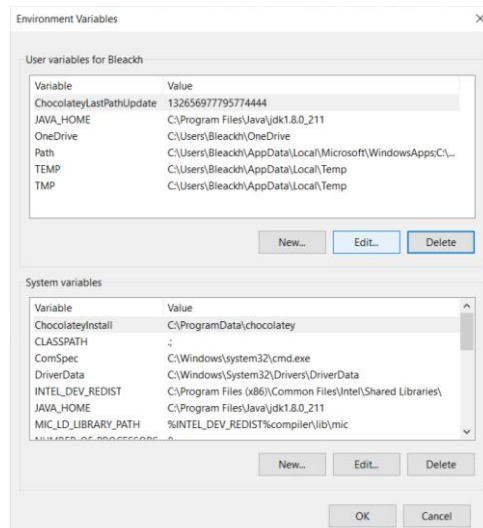 Environment Variables
User variables for Bleackh
Variable Value
ChocolateyLastPathUpdate 132656977795774444
JAVA_HOME C:\Program Files\Java\jdk1.8.0_211
OneDrive C:\Users\Bleackh\OneDrive
Path C:\Users\Bleackh\AppData\Local\Microsoft\WindowsApps;C:\...
TEMP C:\Users\Bleackh\AppData\Local\Temp
TMP C:\Users\Bleackh\AppData\Local\Temp
New... Edit... Delete
System variables
Variable Value
ChocolateyInstall C:\ProgramData\chocolatey
CLASSPATH .;
ComSpec C:\Windows\system32\cmd.exe
DriverData C:\Windows\System32\Drivers\DriverData
INTEL_DEV_REDIST C:\Program Files (x86)\Common Files\Intel\Shared Libraries\
JAVA_HOME C:\Program Files\Java\jdk1.8.0_211
MIC_LD_LIBRARY_PATH %INTEL_DEV_REDIST%compiler\lib\mic
NUMBER_OF_PROCESSORS
New... Edit... Delete
OK Cancel